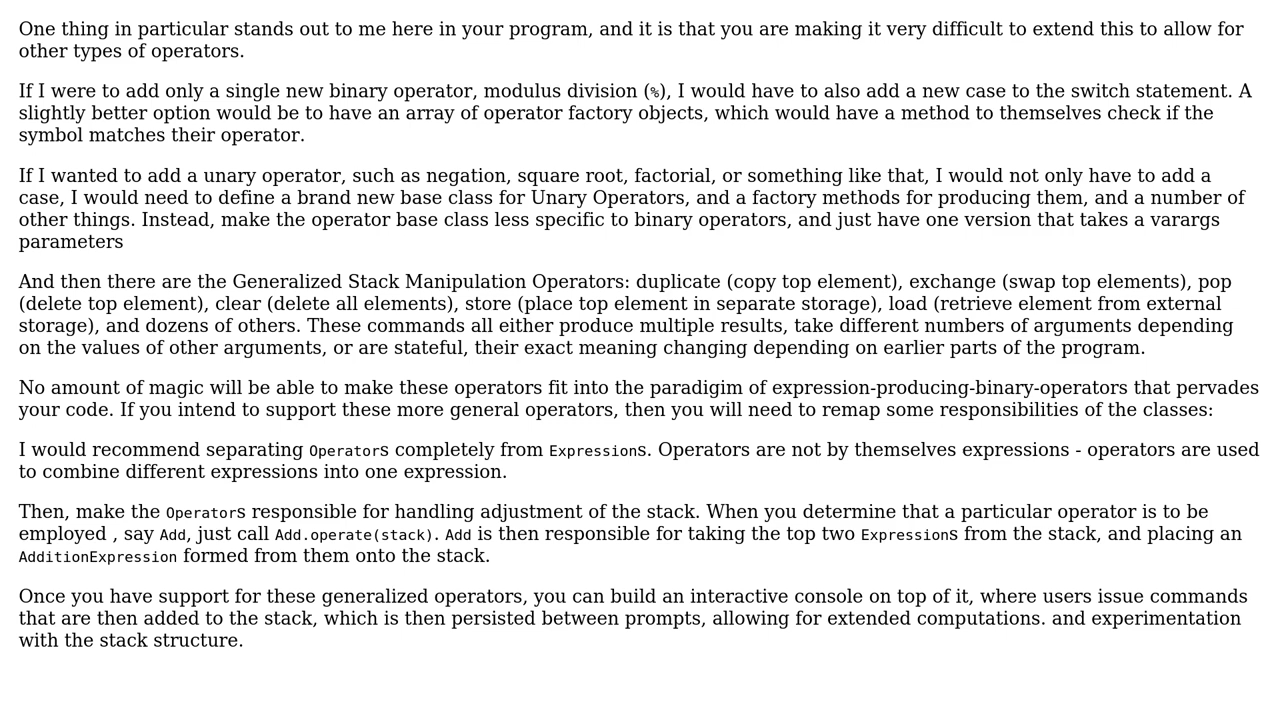 One thing in particular stands out to me here in your program, and it is that you are making it very difficult to extend this to allow for
other types of operators.
If I were to add only a single new binary operator, modulus division (%), I would have to also add a new case to the switch statement. A
slightly better option would be to have an array of operator factory objects, which would have a method to themselves check if the
symbol matches their operator.
If I wanted to add a unary operator, such as negation, square root, factorial, or something like that, I would not only have to add a
case, I would need to define a brand new base class for Unary Operators, and a factory methods for producing them, and a number of
other things. Instead, make the operator base class less specific to binary operators, and just have one version that takes a varargs
parameters
And then there are the Generalized Stack Manipulation Operators: duplicate (copy top element), exchange (swap top elements), pop
(delete top element), clear (delete all elements), store (place top element in separate storage), load (retrieve element from external
storage), and dozens of others. These commands all either produce multiple results, take different numbers of arguments depending
on the values of other arguments, or are stateful, their exact meaning changing depending on earlier parts of the program.
No amount of magic will be able to make these operators fit into the paradigim of expression-producing-binary-operators that pervades
your code. If you intend to support these more general operators, then you will need to remap some responsibilities of the classes:
I would recommend separating Operators completely from Expressions. Operators are not by themselves expressions - operators are used
to combine different expressions into one expression.
Then, make the Operators responsible for handling adjustment of the stack. When you determine that a particular operator is to be
employed , say Add, just call Add.operate(stack). Add is then responsible for taking the top two Expressions from the stack, and placing an
AdditionExpression formed from them onto the stack.
Once you have support for these generalized operators, you can build an interactive console on top of it, where users issue commands
that are then added to the stack, which is then persisted between prompts, allowing for extended computations. and experimentation
with the stack structure.